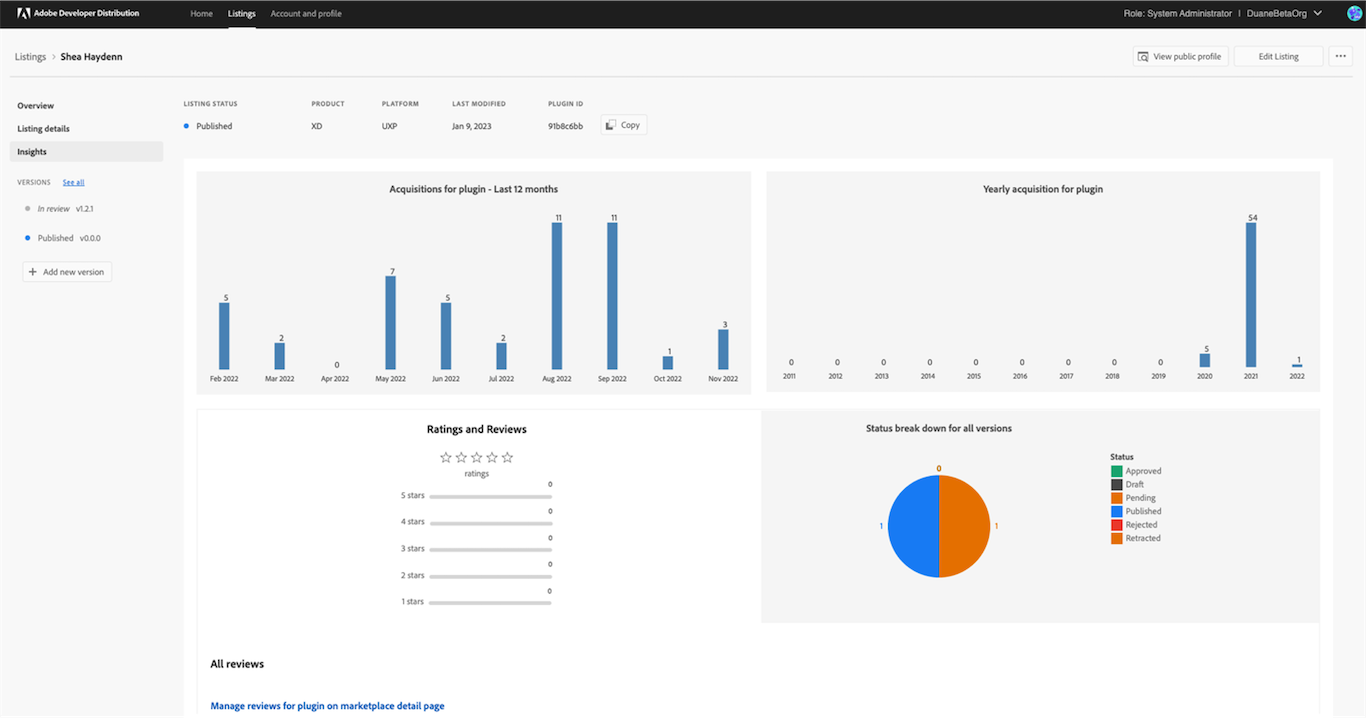 Adobe Developer Distribution Home Listings Account and profile Role: System Administrator | DuaneBetaOrg
Listings > Shea Haydenn View public profile Edit Listing ...
Overview
Listing details
Insights
VERSIONS See all
In review v1.2.1
Published v0.0.0
+ Add new version
LISTING STATUS PRODUCT PLATFORM LAST MODIFIED PLUGIN ID
Published XD UXP Jan 9, 2023 91b8c6bb Copy
Acquisitions for plugin - Last 12 months
5 2 0 7 5 2 11 11 1 3
Feb 2022 Mar 2022 Apr 2022 May 2022 Jun 2022 Jul 2022 Aug 2022 Sep 2022 Oct 2022 Nov 2022
Yearly acquisition for plugin
0 0 0 0 0 0 0 0 0 5 54 1
2011 2012 2013 2014 2015 2016 2017 2018 2019 2020 2021 2022
Ratings and Reviews
ratings
0
5 stars
0
4 stars
0
3 stars
0
2 stars
0
1 stars
Status break down for all versions
0
1 1
Status
Approved
Draft
Pending
Published
Rejected
Retracted
All reviews
Manage reviews for plugin on marketplace detail page